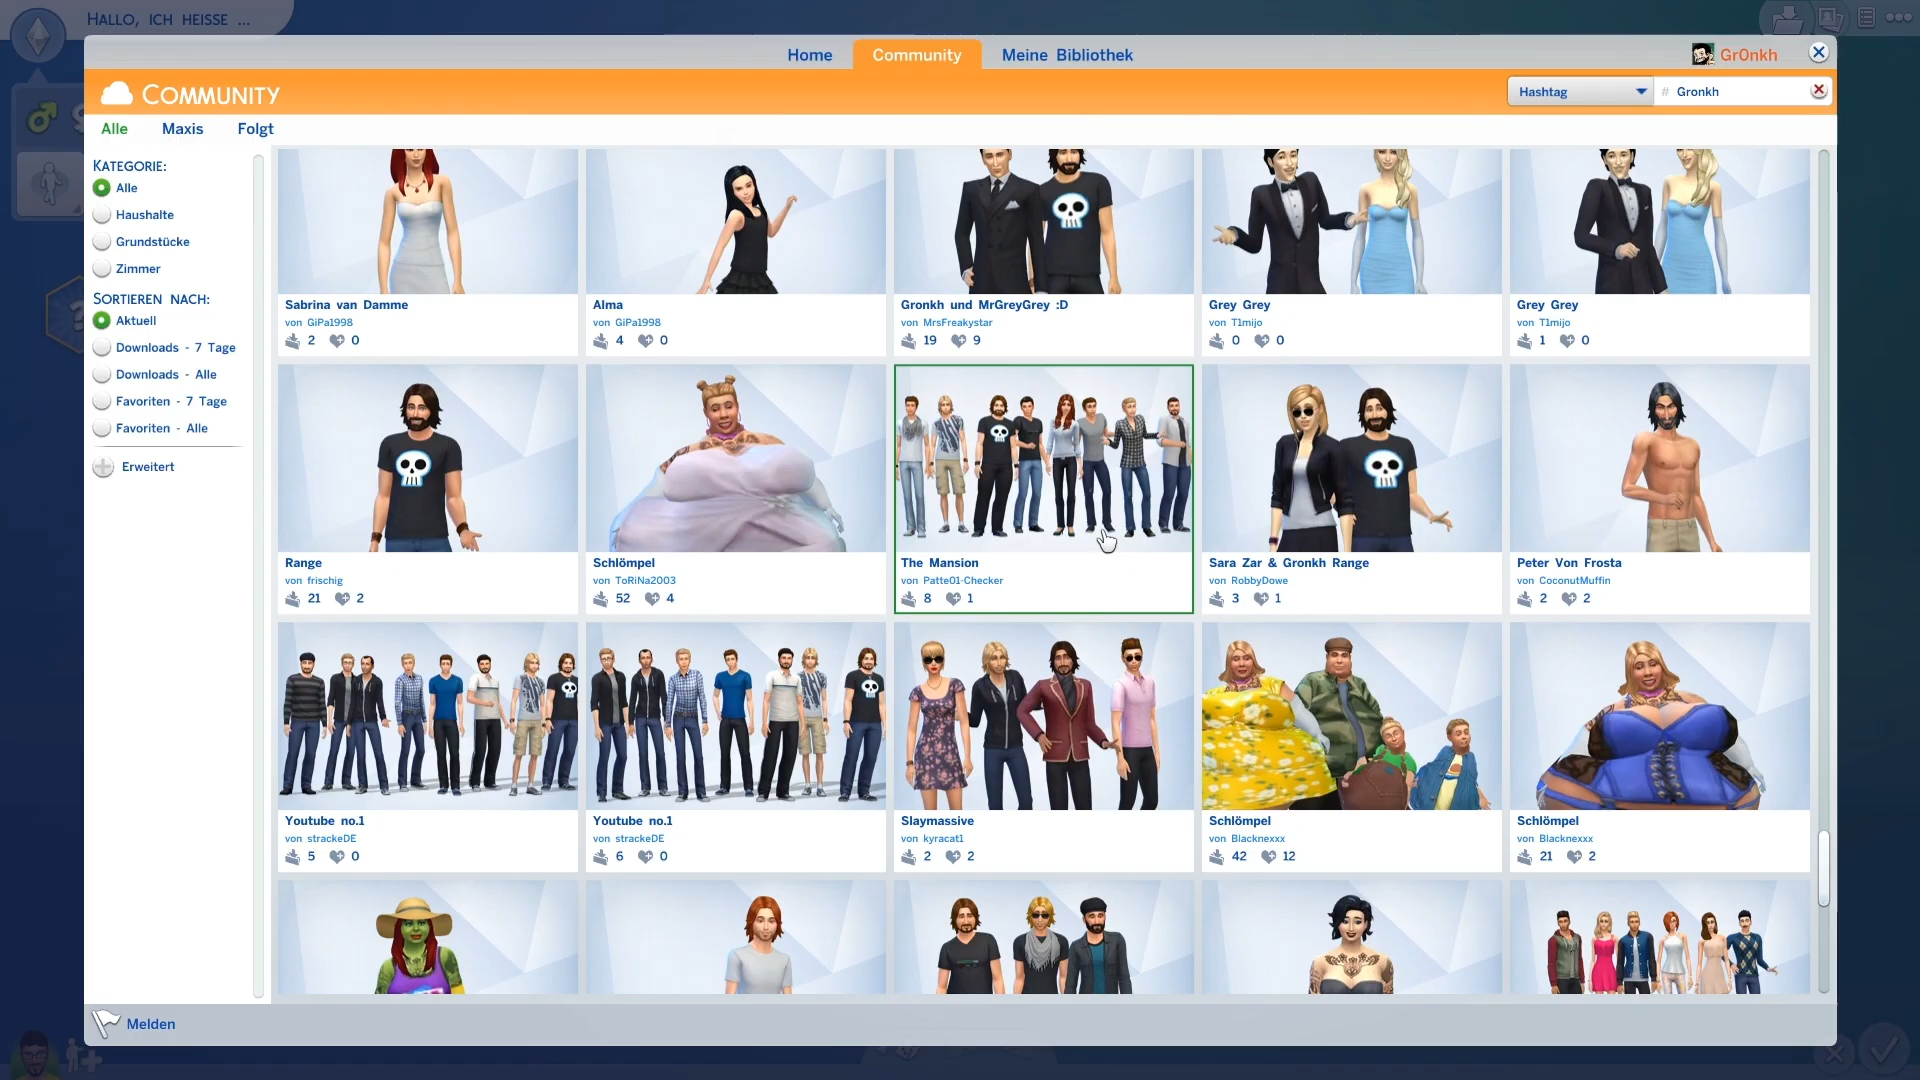 Hallo, ich heisse ...
Home
Community
Meine Bibliothek
Gr0nkh
Community
Hashtag
# Gronkh
Alle
Maxis
Folgt
Kategorie:
Alle
Haushalte
Grundstücke
Zimmer
Sortieren nach:
Aktuell
Downloads - 7 Tage
Downloads - Alle
Favoriten - 7 Tage
Favoriten - Alle
Erweitert
Sabrina van Damme
von GiPa1998
2 0
Alma
von GiPa1998
4 0
Gronkh und MrGreyGrey :D
von MrsFreakystar
19 9
Grey Grey
von T1mijo
0 0
Grey Grey
von T1mijo
1 0
Range
von frischig
21 2
Schlömpel
von ToRiNa2003
52 4
The Mansion
von Patte01-Checker
8 1
Sara Zar & Gronkh Range
von RobbyDowe
3 1
Peter Von Frosta
von CoconutMuffin
2 2
Youtube no.1
von strackeDE
5 0
Youtube no.1
von strackeDE
6 0
Slaymassive
von kyracat1
2 2
Schlömpel
von Blacknexxx
42 12
Schlömpel
von Blacknexxx
21 2
Melden